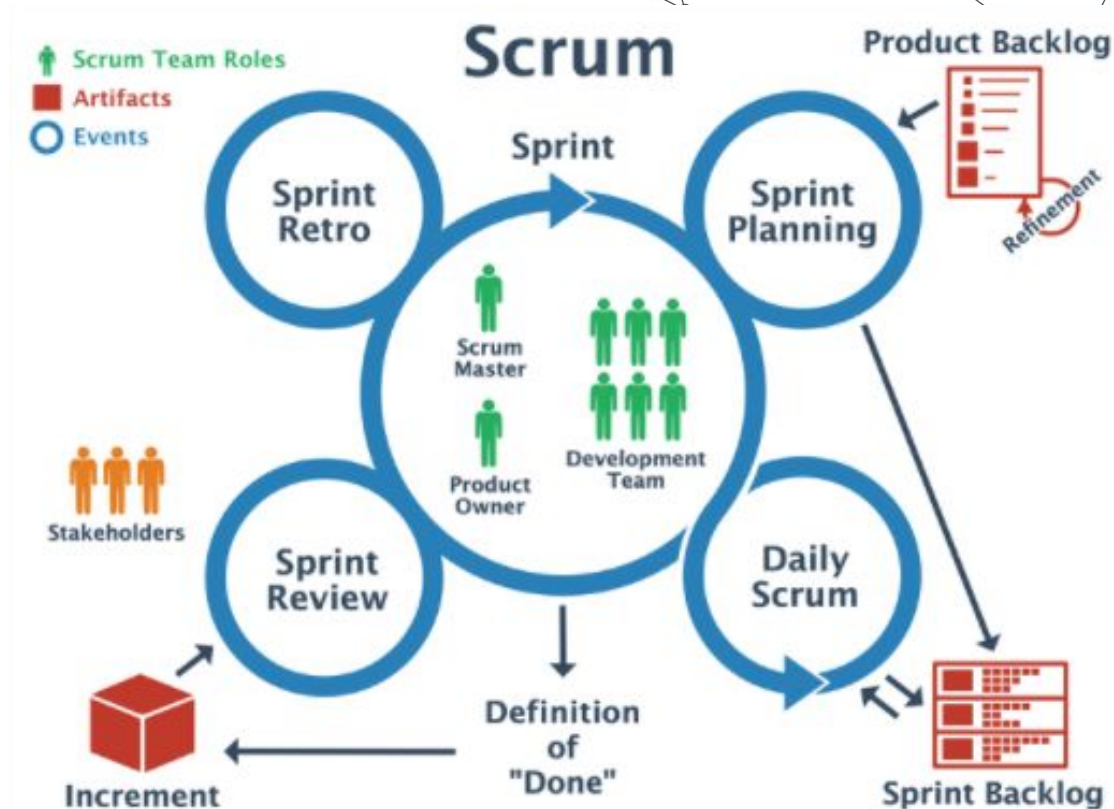 Scrum
Scrum Team Roles
Artifacts
Events
Product Backlog
Refinement
Sprint
Sprint
Retro
Sprint
Planning
Scrum
Master
Product
Owner
Development
Team
Stakeholders
Sprint
Review
Daily
Scrum
Definition
of
"Done"
Increment
Sprint Backlog